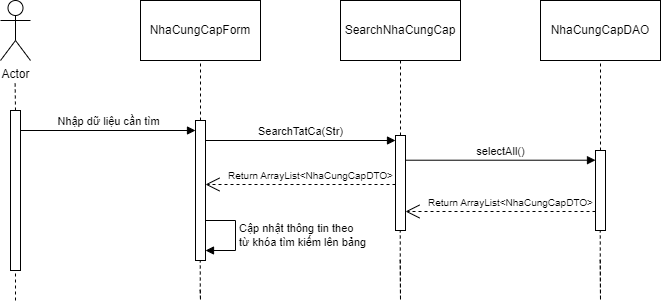 NhaCungCapForm
SearchNhaCungCap
NhaCungCapDAO
Actor
Nhập dữ liệu cần tìm
SearchTatCa(Str)
selectAll()
Return ArrayList<NhaCungCapDTO>
Return ArrayList<NhaCungCapDTO>
Cập nhật thông tin theo
từ khóa tìm kiếm lên bảng